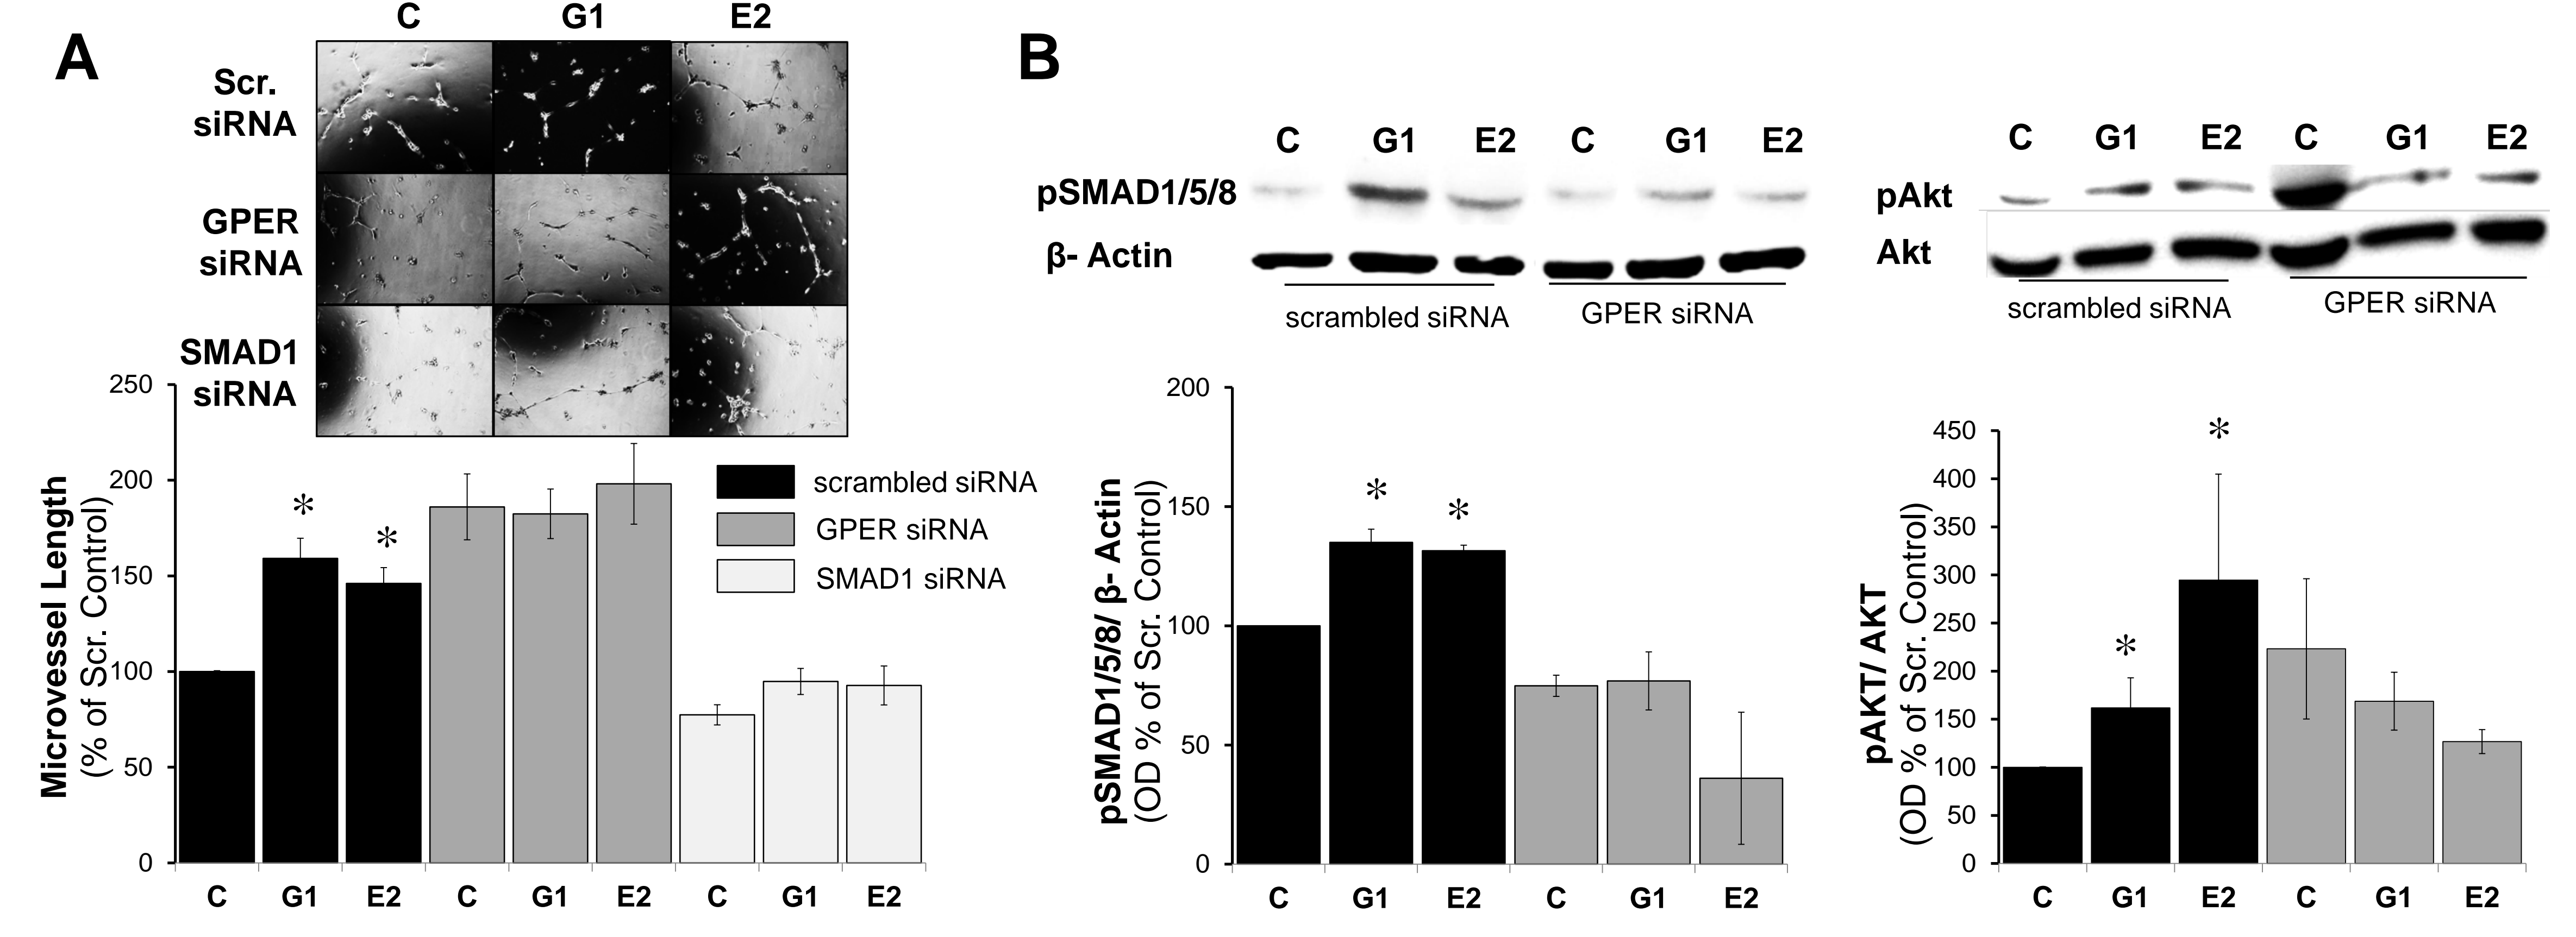 A
C G1 E2
Scr.
siRNA
GPER
siRNA
SMAD1
siRNA
Microvessel Length
(% of Scr. Control)
250
200
150
100
50
0
* *
scrambled siRNA
GPER siRNA
SMAD1 siRNA
C G1 E2 C G1 E2 C G1 E2
B
C G1 E2 C G1 E2
pSMAD1/5/8
β- Actin
scrambled siRNA GPER siRNA
pSMAD1/5/8/ β- Actin
(OD % of Scr. Control)
200
150
100
50
0
* *
C G1 E2 C G1 E2
C G1 E2 C G1 E2
pAkt
Akt
scrambled siRNA GPER siRNA
pAKT/ AKT
(OD % of Scr. Control)
450
400
350
300
250
200
150
100
50
0
* *
C G1 E2 C G1 E2